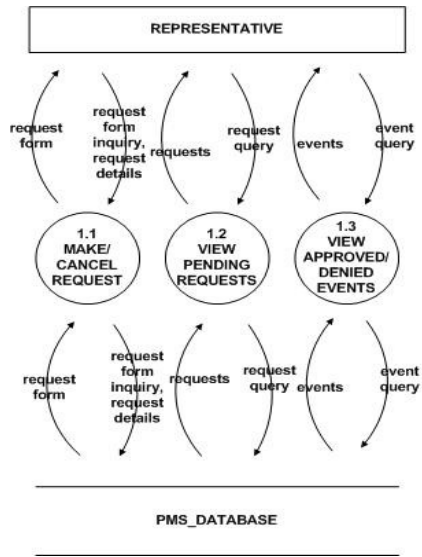 REPRESENTATIVE
request
form
request
form
inquiry,
request
details
requests
request
query
events
event
query
1.1
MAKE/
CANCEL
REQUEST
1.2
VIEW
PENDING
REQUESTS
1.3
VIEW
APPROVED/
DENIED
EVENTS
request
form
request
form
inquiry,
request
details
requests
request
query
events
event
query
PMS_DATABASE